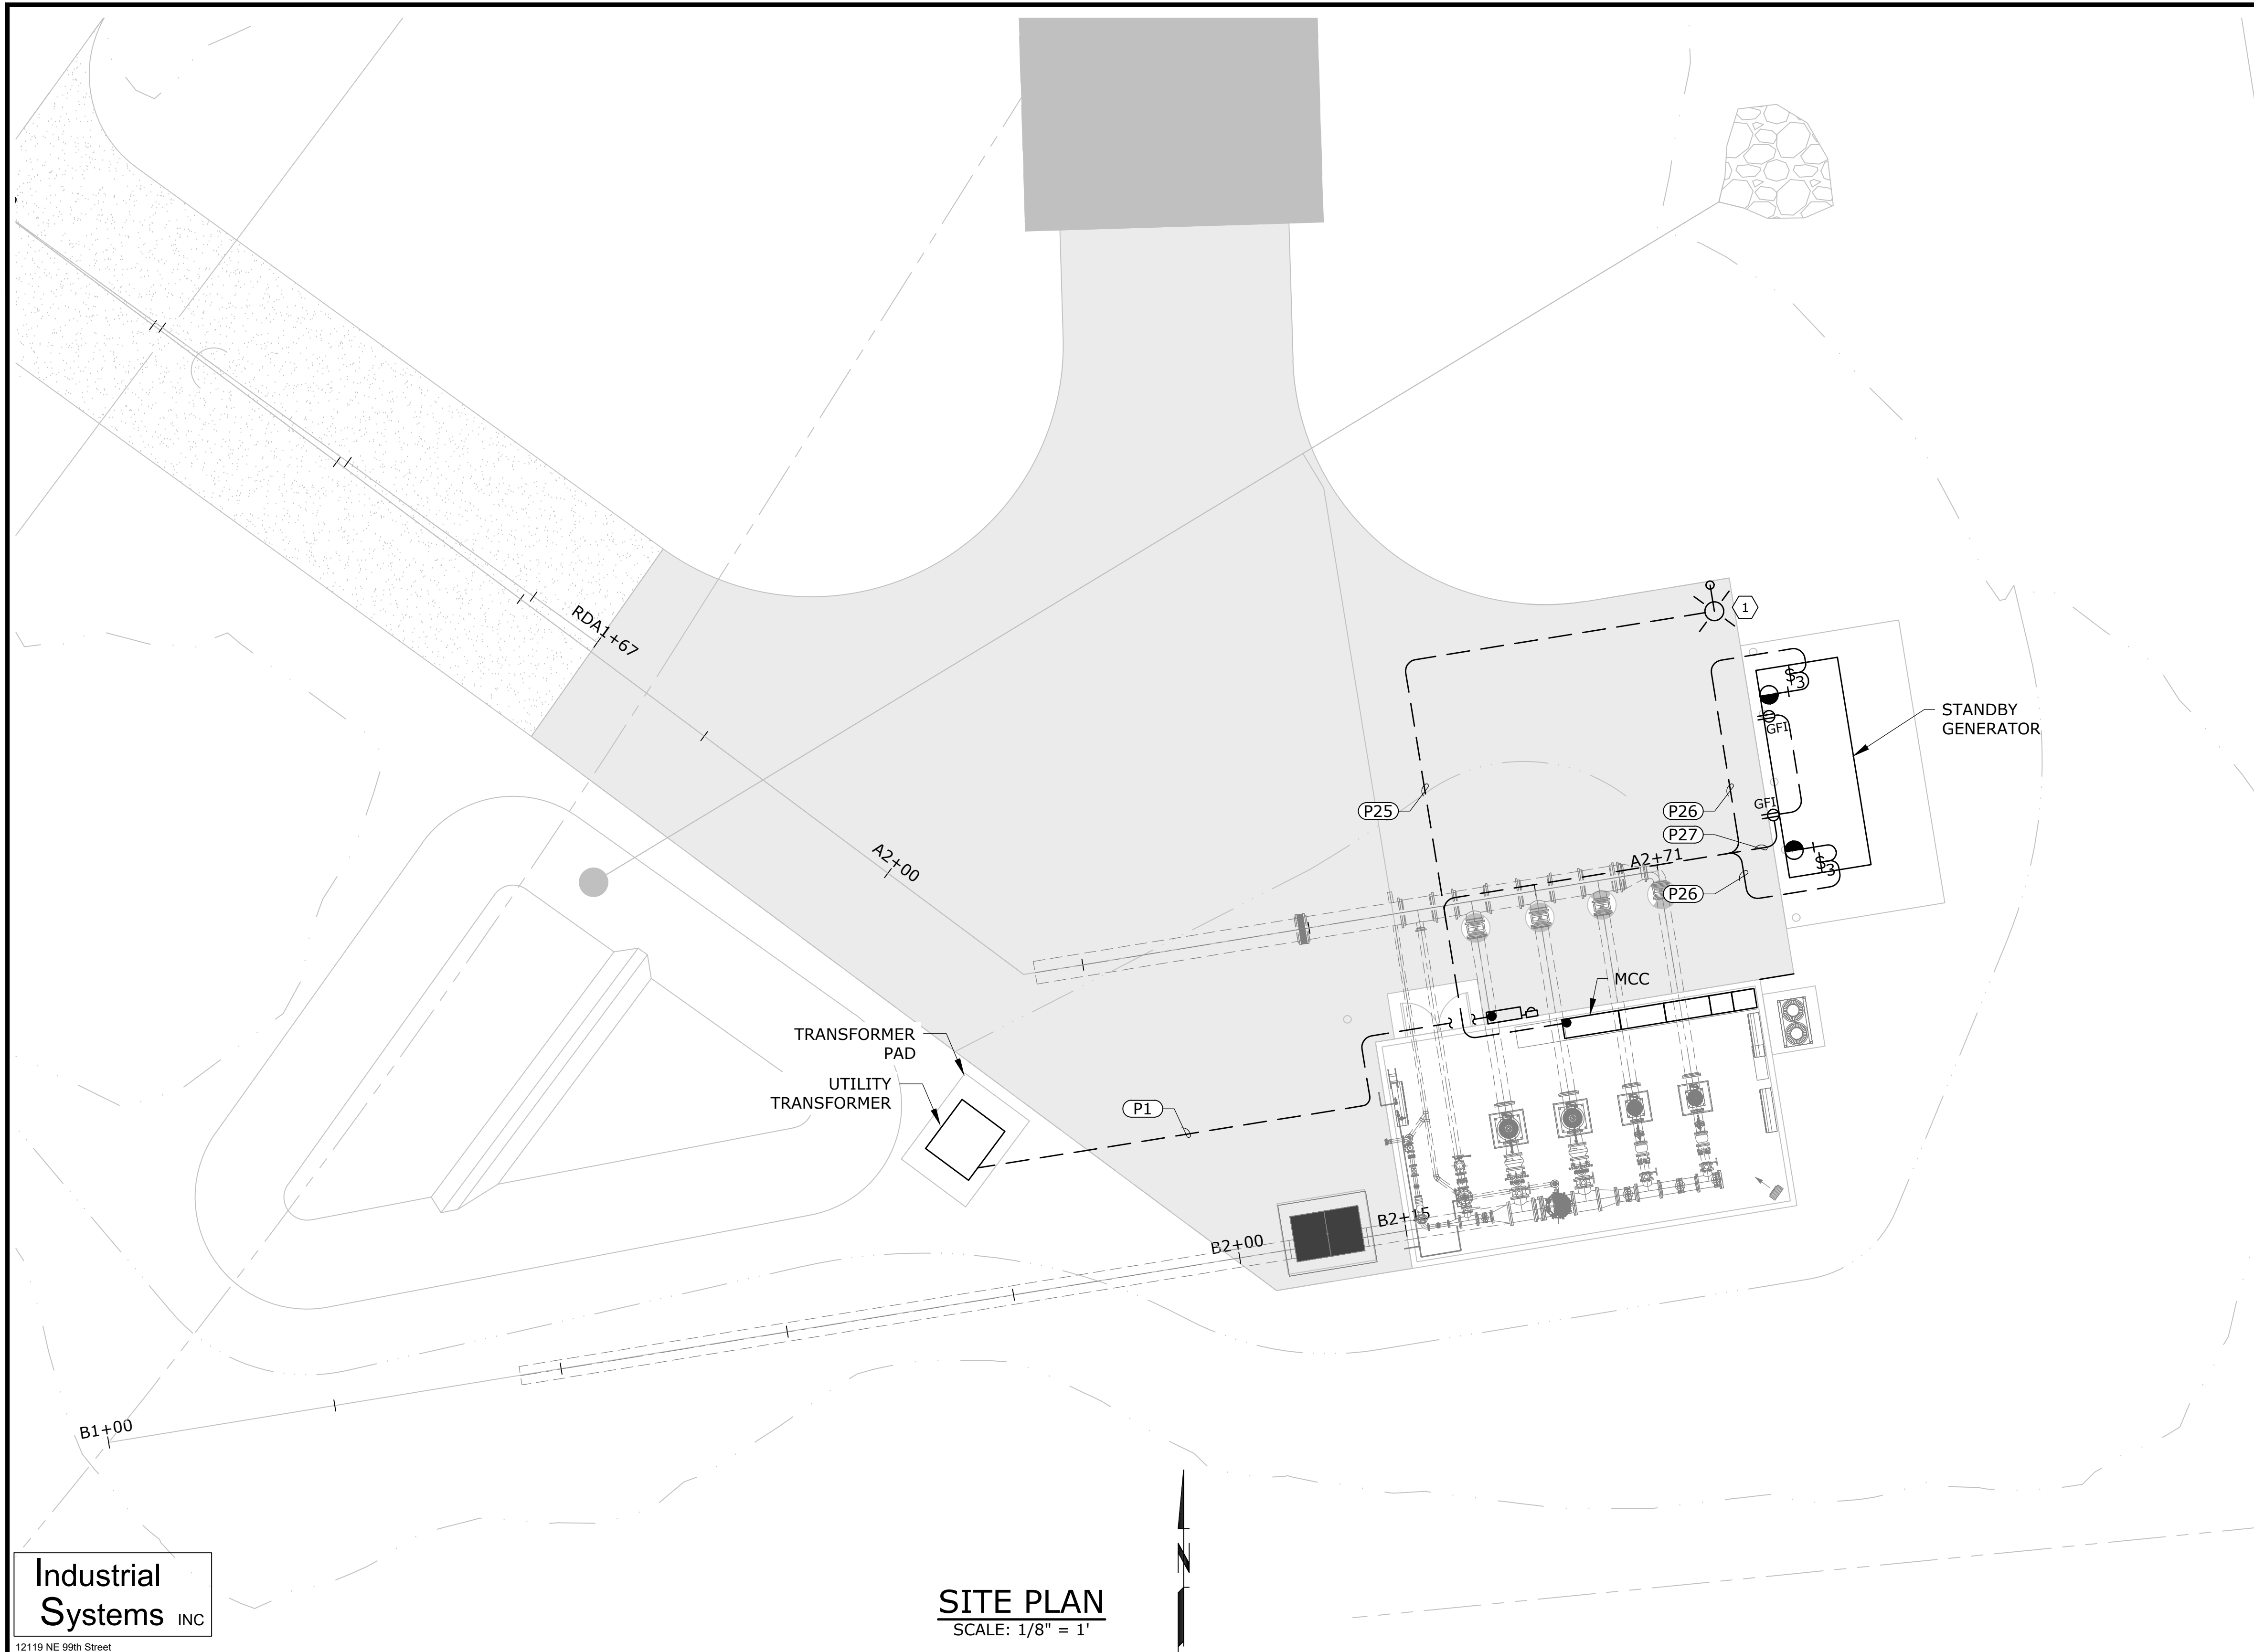 RDA1+67
1
$3
GFI
STANDBY
GENERATOR
P25
P26
GFI
P27
A2+71
$3
P26
A2+00
MCC
TRANSFORMER
PAD
UTILITY
TRANSFORMER
P1
B2+15
B2+00
B1+00
N
Industrial
Systems INC
12119 NE 99th Street
SITE PLAN
SCALE: 1/8" = 1'